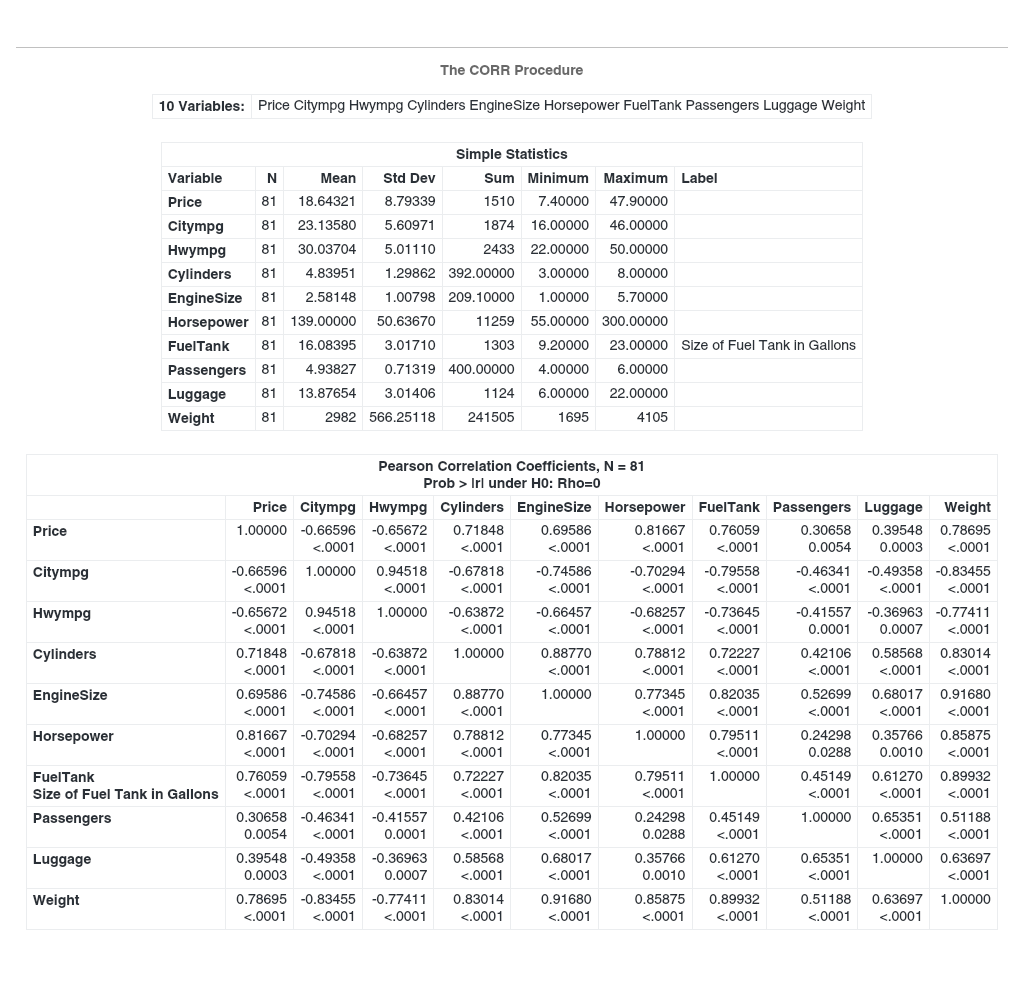 The CORR Procedure
10 Variables: Price Citympg Hwympg Cylinders EngineSize Horsepower FuelTank Passengers Luggage Weight
Simple Statistics
Variable N Mean Std Dev Sum Minimum Maximum Label
Price 81 18.64321 8.79339 1510 7.40000 47.90000
Citympg 81 23.13580 5.60971 1874 16.00000 46.00000
Hwympg 81 30.03704 5.01110 2433 22.00000 50.00000
Cylinders 81 4.83951 1.29862 392.00000 3.00000 8.00000
EngineSize 81 2.58148 1.00798 209.10000 1.00000 5.70000
Horsepower 81 139.00000 50.63670 11259 55.00000 300.00000
FuelTank 81 16.08395 3.01710 1303 9.20000 23.00000 Size of Fuel Tank in Gallons
Passengers 81 4.93827 0.71319 400.00000 4.00000 6.00000
Luggage 81 13.87654 3.01406 1124 6.00000 22.00000
Weight 81 2982 566.25118 241505 1695 4105
Pearson Correlation Coefficients, N = 81
Prob > |r| under H0: Rho=0
Price Citympg Hwympg Cylinders EngineSize Horsepower FuelTank Passengers Luggage Weight
Price 1.00000 -0.66596 -0.65672 0.71848 0.69586 0.81667 0.76059 0.30658 0.39548 0.78695
<.0001 <.0001 <.0001 <.0001 <.0001 <.0001 0.0054 0.0003 <.0001
Citympg -0.66596 1.00000 0.94518 -0.67818 -0.74586 -0.70294 -0.79558 -0.46341 -0.49358 -0.83455
<.0001 <.0001 <.0001 <.0001 <.0001 <.0001 <.0001 <.0001 <.0001
Hwympg -0.65672 0.94518 1.00000 -0.63872 -0.66457 -0.68257 -0.73645 -0.41557 -0.36963 -0.77411
<.0001 <.0001 <.0001 <.0001 <.0001 <.0001 0.0001 0.0007 <.0001
Cylinders 0.71848 -0.67818 -0.63872 1.00000 0.88770 0.78812 0.72227 0.42106 0.58568 0.83014
<.0001 <.0001 <.0001 <.0001 <.0001 <.0001 <.0001 <.0001 <.0001
EngineSize 0.69586 -0.74586 -0.66457 0.88770 1.00000 0.77345 0.82035 0.52699 0.68017 0.91680
<.0001 <.0001 <.0001 <.0001 <.0001 <.0001 <.0001 <.0001 <.0001
Horsepower 0.81667 -0.70294 -0.68257 0.78812 0.77345 1.00000 0.79511 0.24298 0.35766 0.85875
<.0001 <.0001 <.0001 <.0001 <.0001 <.0001 0.0288 0.0010 <.0001
FuelTank 0.76059 -0.79558 -0.73645 0.72227 0.82035 0.79511 1.00000 0.45149 0.61270 0.89932
Size of Fuel Tank in Gallons <.0001 <.0001 <.0001 <.0001 <.0001 <.0001 <.0001 <.0001 <.0001
Passengers 0.30658 -0.46341 -0.41557 0.42106 0.52699 0.24298 0.45149 1.00000 0.65351 0.51188
0.0054 <.0001 0.0001 <.0001 <.0001 0.0288 <.0001 <.0001 <.0001
Luggage 0.39548 -0.49358 -0.36963 0.58568 0.68017 0.35766 0.61270 0.65351 1.00000 0.63697
0.0003 <.0001 0.0007 <.0001 <.0001 0.0010 <.0001 <.0001 <.0001
Weight 0.78695 -0.83455 -0.77411 0.83014 0.91680 0.85875 0.89932 0.51188 0.63697 1.00000
<.0001 <.0001 <.0001 <.0001 <.0001 <.0001 <.0001 <.0001 <.0001